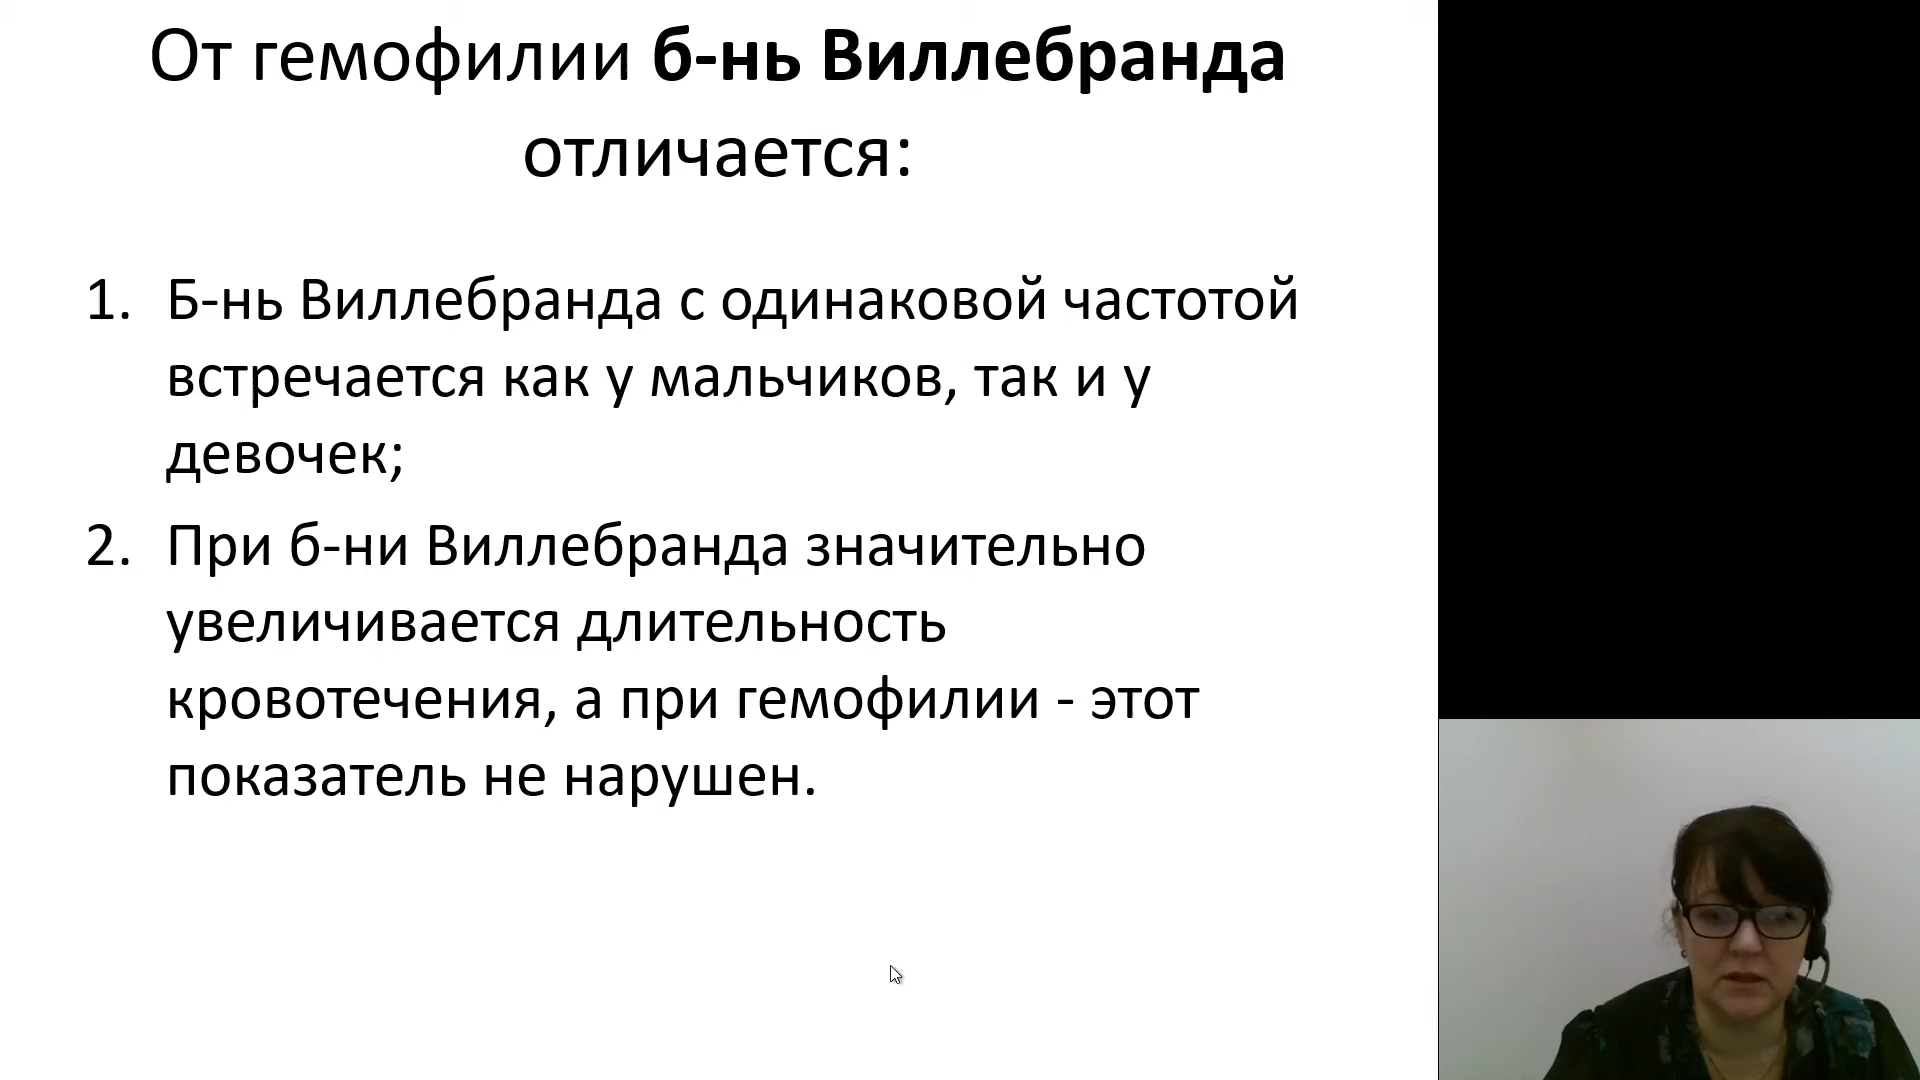 От гемофилии б-нь Виллебранда
отличается:
1. Б-нь Виллебранда с одинаковой частотой
встречается как у мальчиков, так и у
девочек;
2. При б-ни Виллебранда значительно
увеличивается длительность
кровотечения, а при гемофилии - этот
показатель не нарушен.